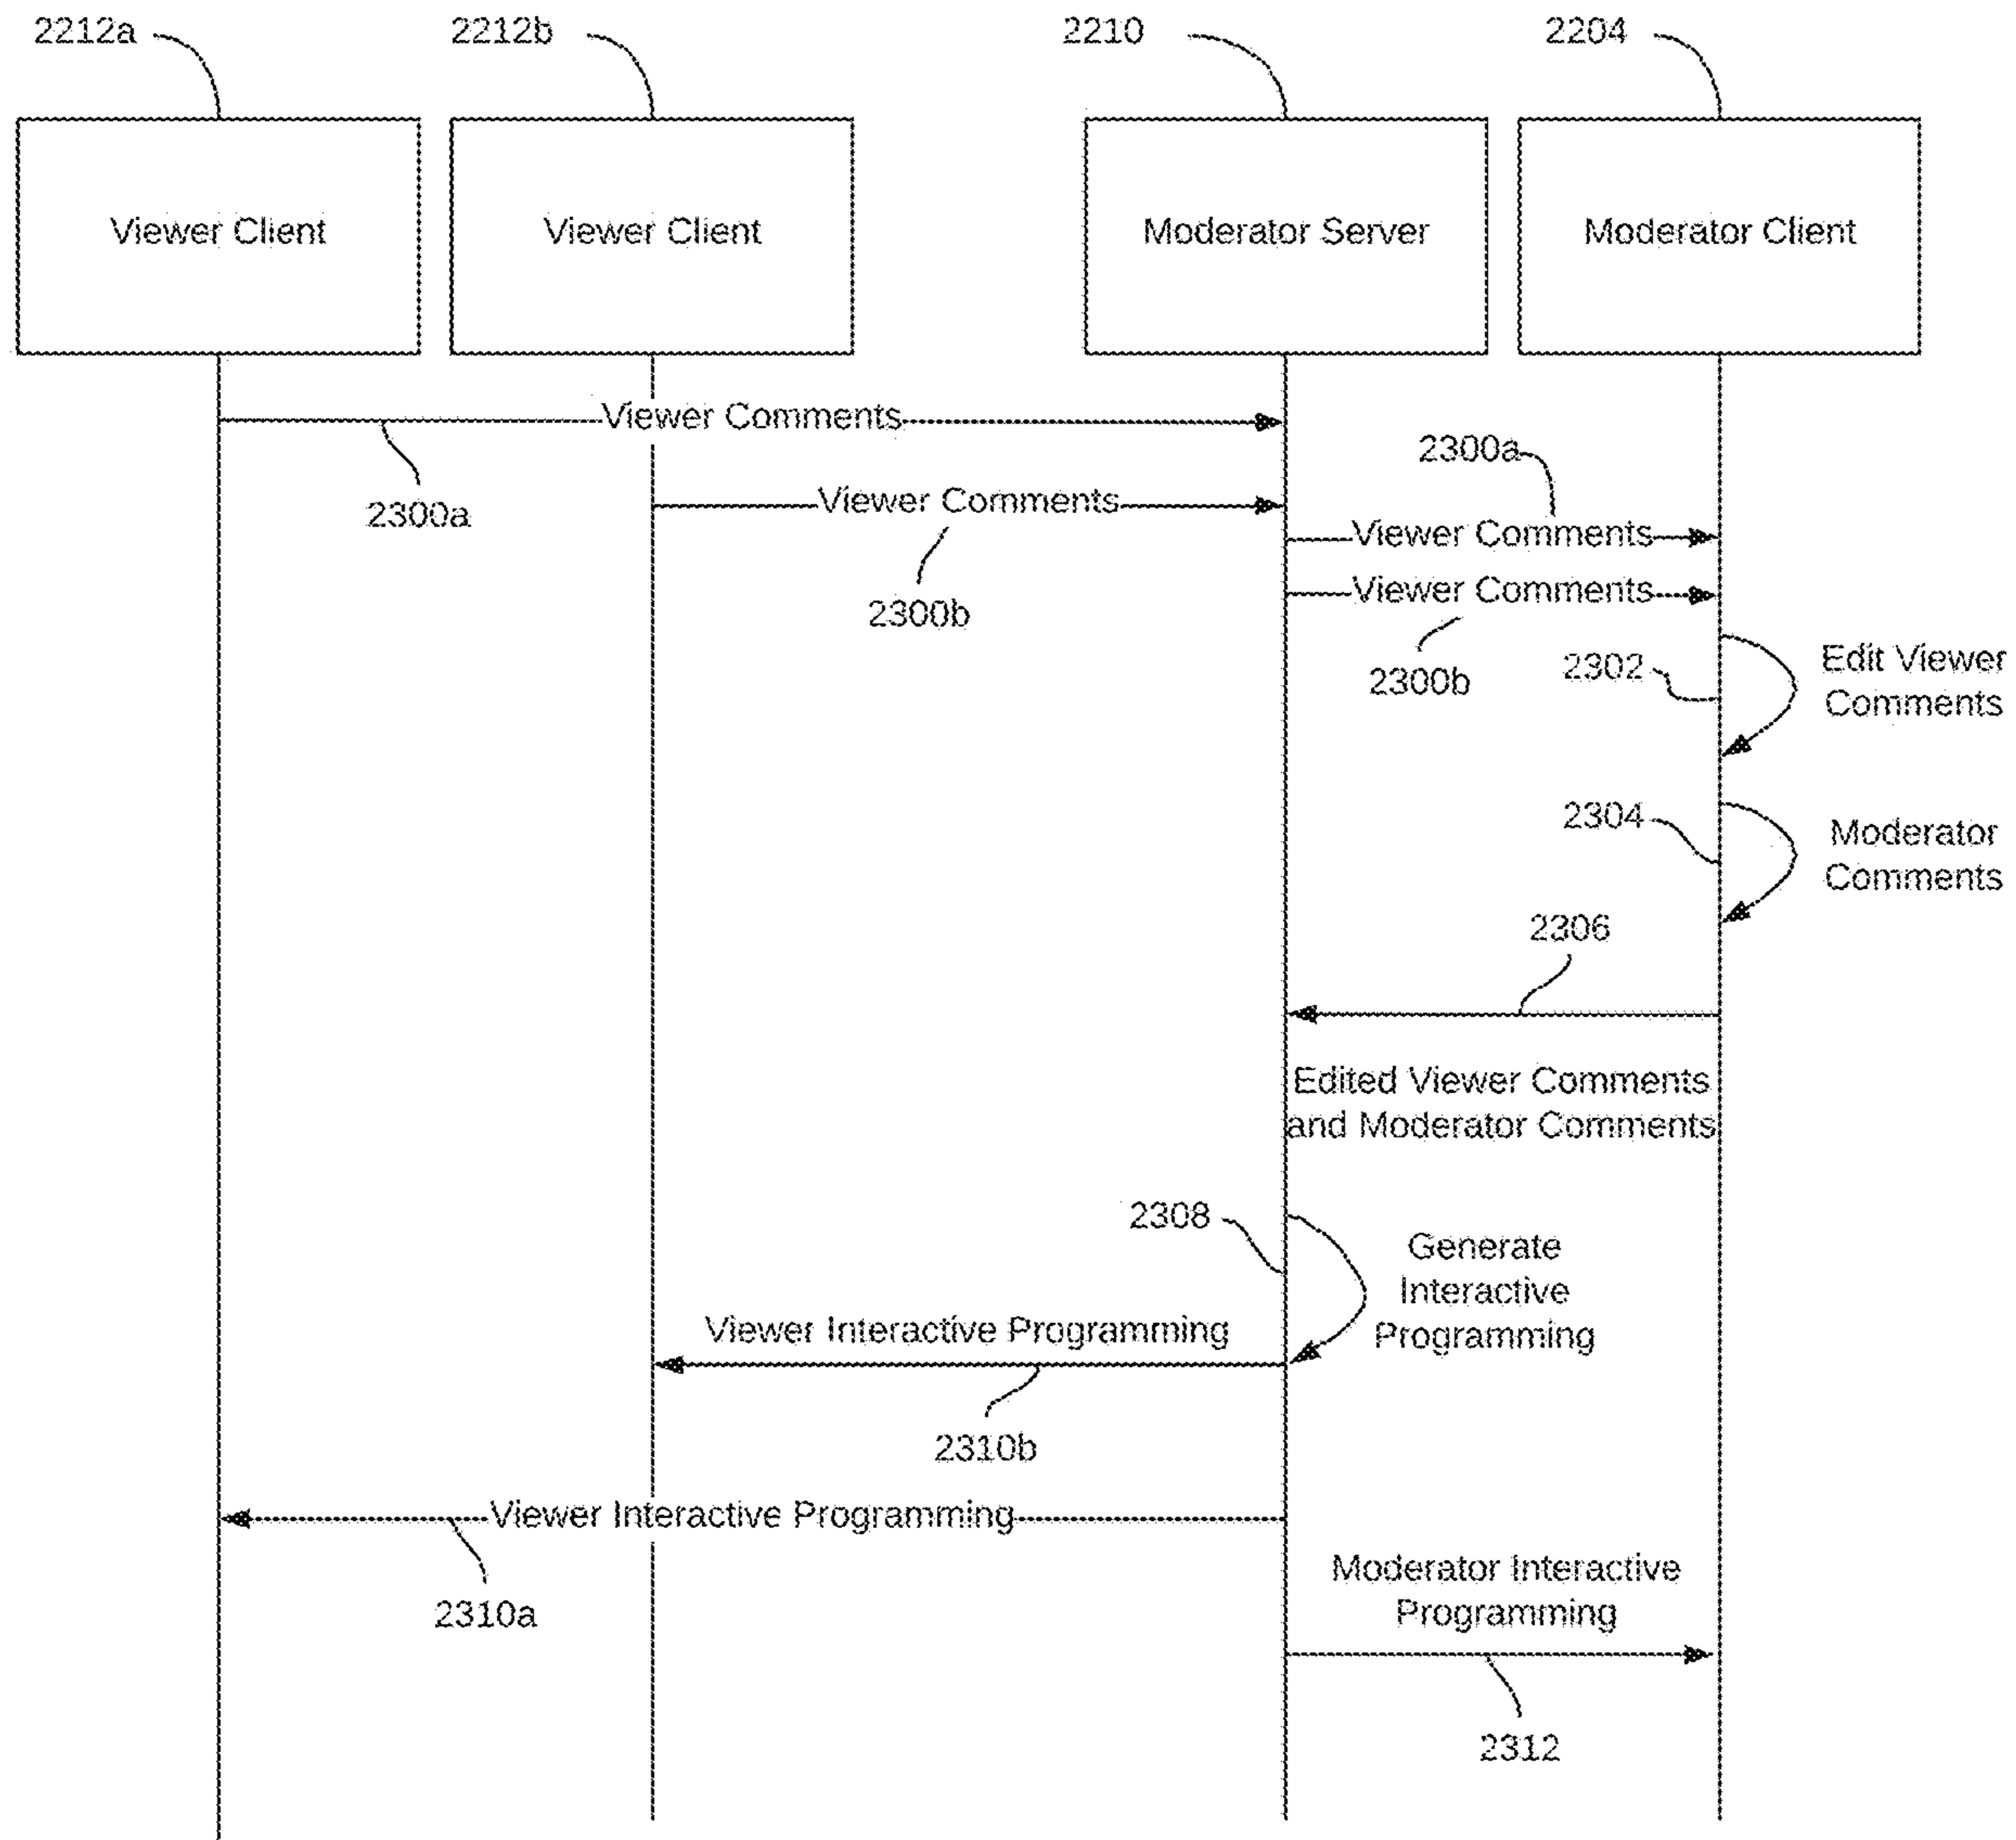 2212a
2212b
2210
2204
Viewer Client
Viewer Client
Moderator Server
Moderator Client
Viewer Comments
2300a
2300a
Viewer Comments
2300b
Viewer Comments
Viewer Comments
2300b
2302
Edit Viewer
Comments
2304
Moderator
Comments
2306
Edited Viewer Comments
and Moderator Comments
2308
Generate
Interactive
Programming
Viewer Interactive Programming
2310b
Viewer Interactive Programming
2310a
Moderator Interactive
Programming
2312